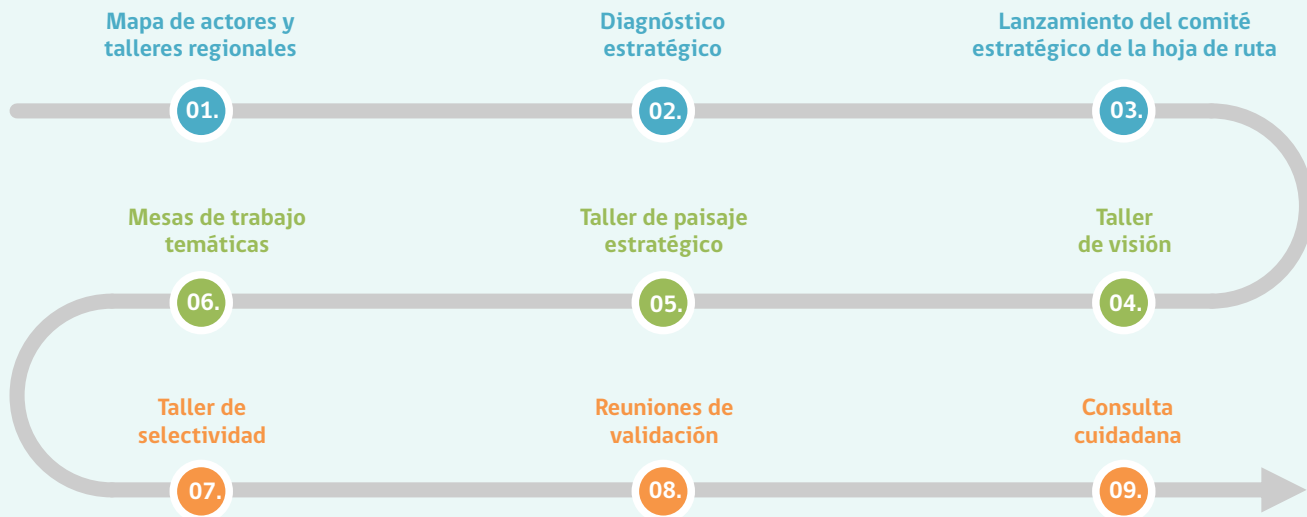 Mapa de actores y
talleres regionales
01.
Diagnóstico
estratégico
02.
Lanzamiento del comité
estratégico de la hoja de ruta
03.
Taller
de visión
04.
Taller de paisaje
estratégico
05.
Mesas de trabajo
temáticas
06.
Taller de
selectividad
07.
Reuniones de
validación
08.
Consulta
cuidadana
09.